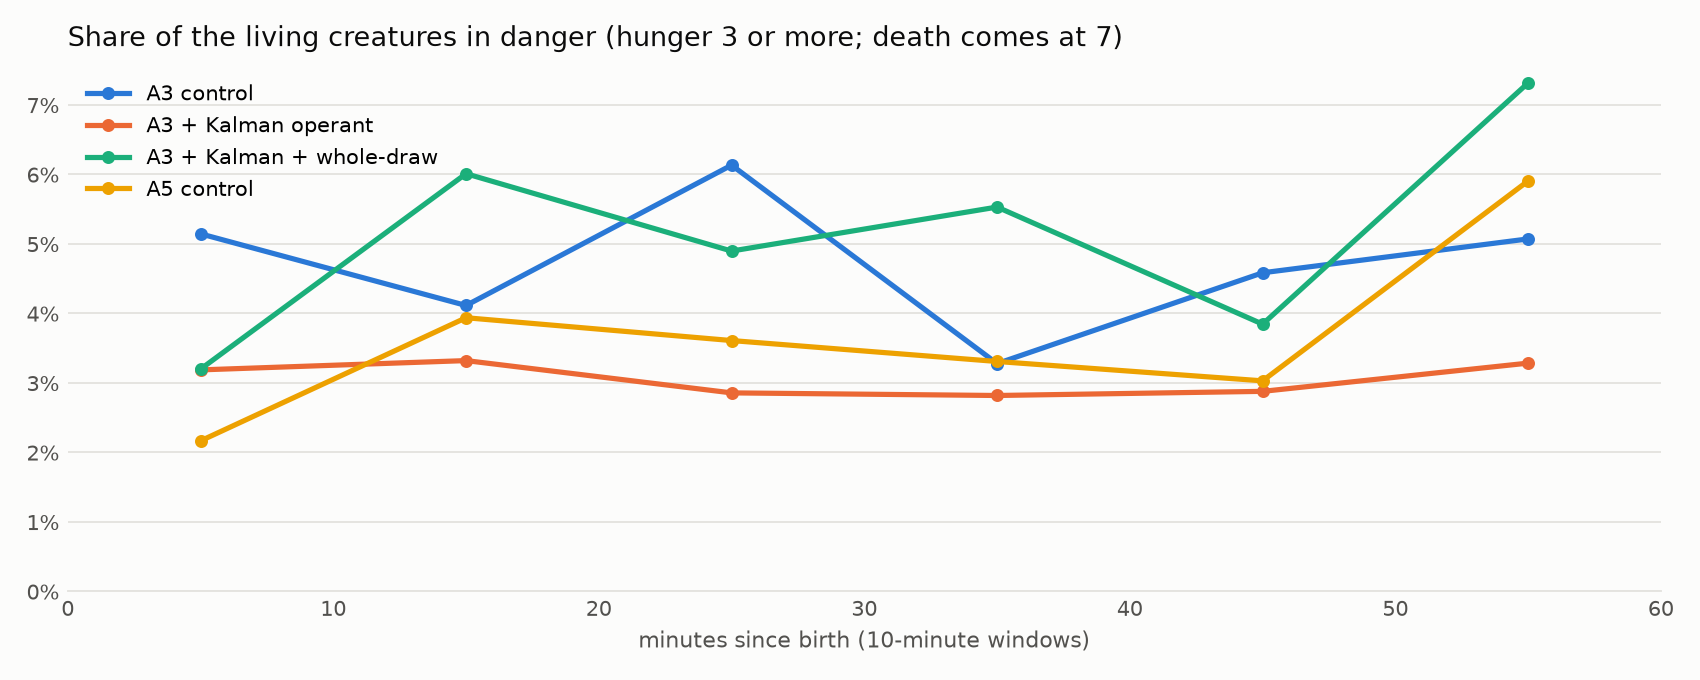 Share of the living creatures in danger (hunger 3 or more; death comes at 7)
A3 control
A3 + Kalman operant
A3 + Kalman + whole-draw
A5 control
7%
6%
5%
4%
3%
2%
1%
0%
0 10 20 30 40 50 60
minutes since birth (10-minute windows)